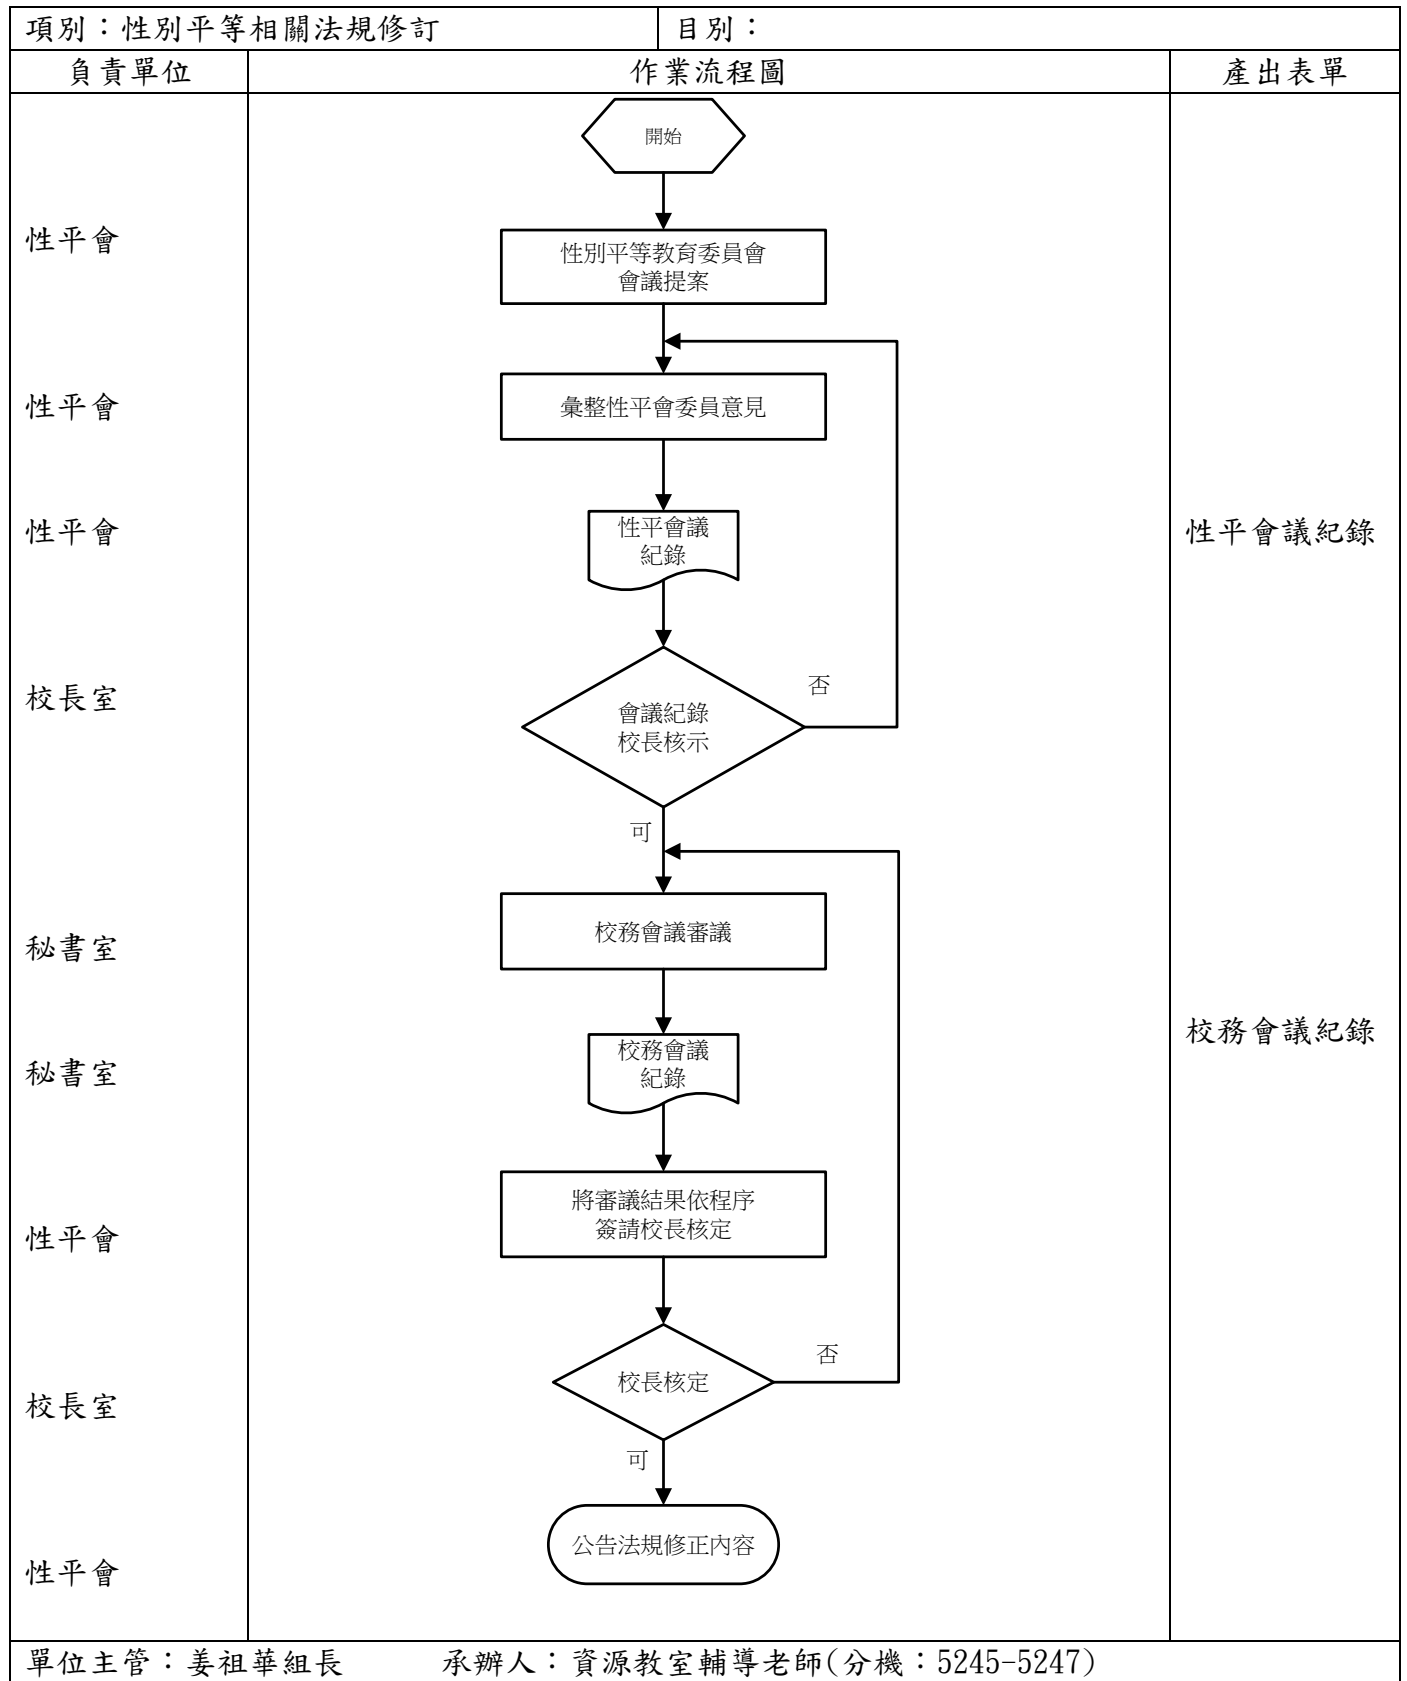 項別：性別平等相關法規修訂
目別：
負責單位
作業流程圖
產出表單
開始
性平會
性別平等教育委員會
會議提案
性平會
彙整性平會委員意見
性平會
性平會議
紀錄
性平會議紀錄
校長室
否
會議紀錄
校長核示
可
秘書室
校務會議審議
校務會議紀錄
秘書室
校務會議
紀錄
性平會
將審議結果依程序
簽請校長核定
校長室
否
校長核定
可
性平會
公告法規修正內容
單位主管：姜祖華組長 承辦人：資源教室輔導老師(分機：5245-5247)